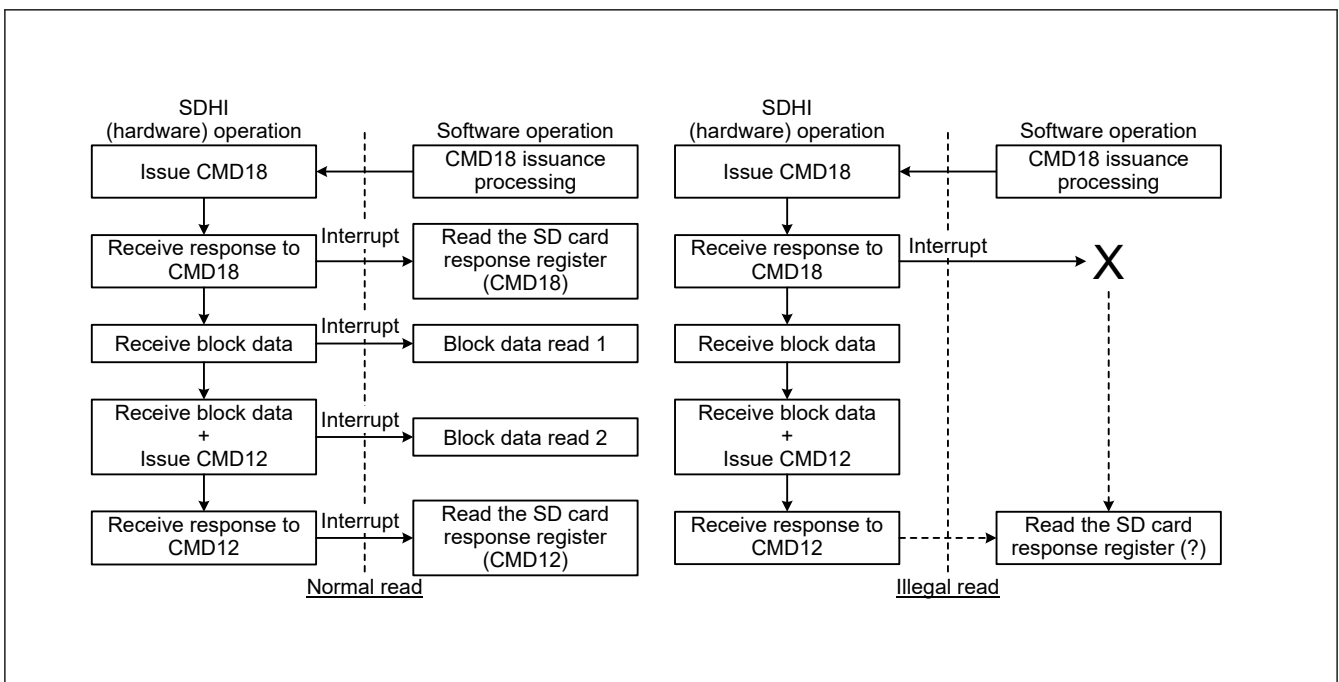 SDHI
(hardware) operation
Software operation
Issue CMD18
CMD18 issuance
processing
Receive response to
CMD18
Interrupt
Read the SD card
response register
(CMD18)
Receive block data
Interrupt
Block data read 1
Receive block data
+
Issue CMD12
Interrupt
Block data read 2
Receive response to
CMD12
Interrupt
Read the SD card
response register
(CMD12)
Normal read
SDHI
(hardware) operation
Software operation
Issue CMD18
CMD18 issuance
processing
Receive response to
CMD18
Interrupt
X
Receive block data
Receive block data
+
Issue CMD12
Receive response to
CMD12
Read the SD card
response register (?)
Illegal read